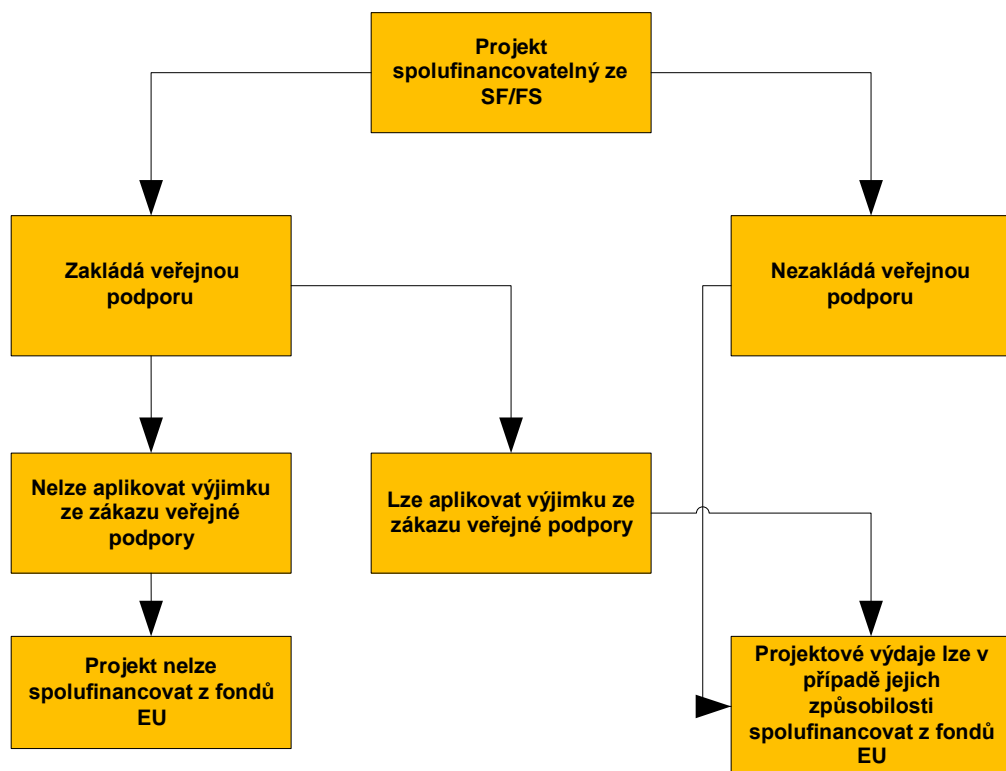 Projekt
spolufinancovatelný ze
SF/FS
Zakládá veřejnou
podporu
Nezakládá veřejnou
podporu
Nelze aplikovat výjimku
ze zákazu veřejné
podpory
Lze aplikovat výjimku ze
zákazu veřejné podpory
Projekt nelze
spolufinancovat z fondů
EU
Projektové výdaje lze v
případě jejich
způsobilosti
spolufinancovat z fondů
EU